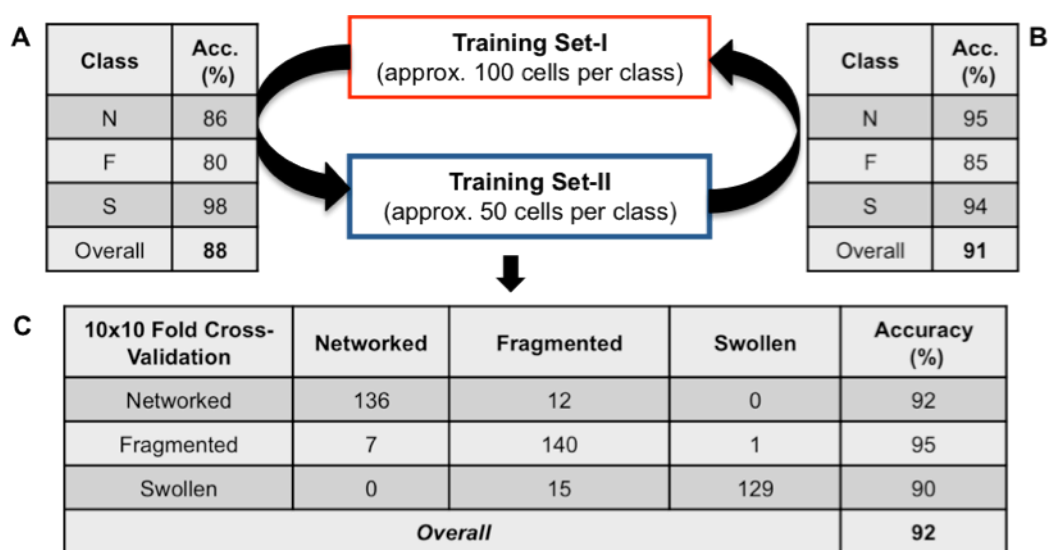 A
Class Acc. (%)
N 86
F 80
S 98
Overall 88
Training Set-I
(approx. 100 cells per class)
Training Set-II
(approx. 50 cells per class)
B
Class Acc. (%)
N 95
F 85
S 94
Overall 91
C
10x10 Fold Cross-Validation Networked Fragmented Swollen Accuracy (%)
Networked 136 12 0 92
Fragmented 7 140 1 95
Swollen 0 15 129 90
Overall 92